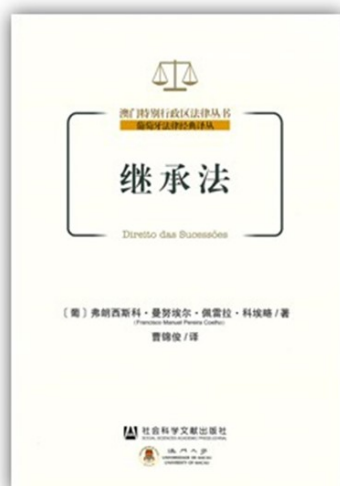 澳门特别行政区法律丛书
葡萄牙法律经典译丛
继承法
Direito das Sucessões
〔葡〕弗朗西斯科·曼努埃尔·佩雷拉·科埃略/著
(Francisco Manuel Pereira Coelho)
曹锦俊/译
社会科学文献出版社
SOCIAL SCIENCES ACADEMIC PRESS (CHINA)
澳门大学
UNIVERSIDADE DE MACAU
UNIVERSITY OF MACAU